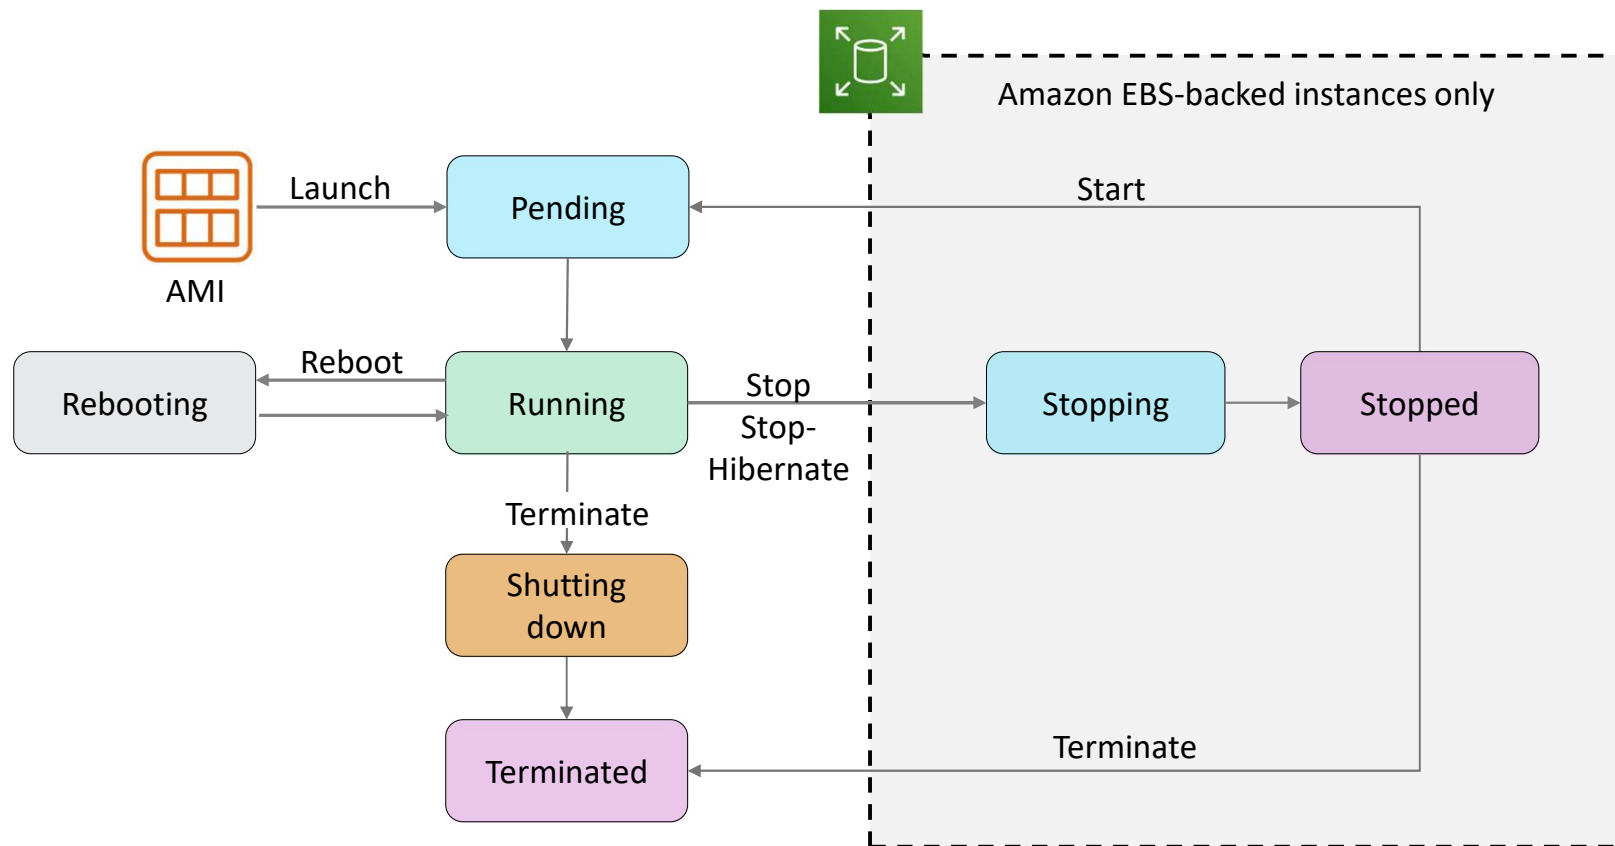 Amazon EBS-backed instances only
Launch
Pending
Start
AMI
Rebooting
Reboot
Running
Stop
Stop-
Hibernate
Stopping
Stopped
Terminate
Shutting
down
Terminated
Terminate